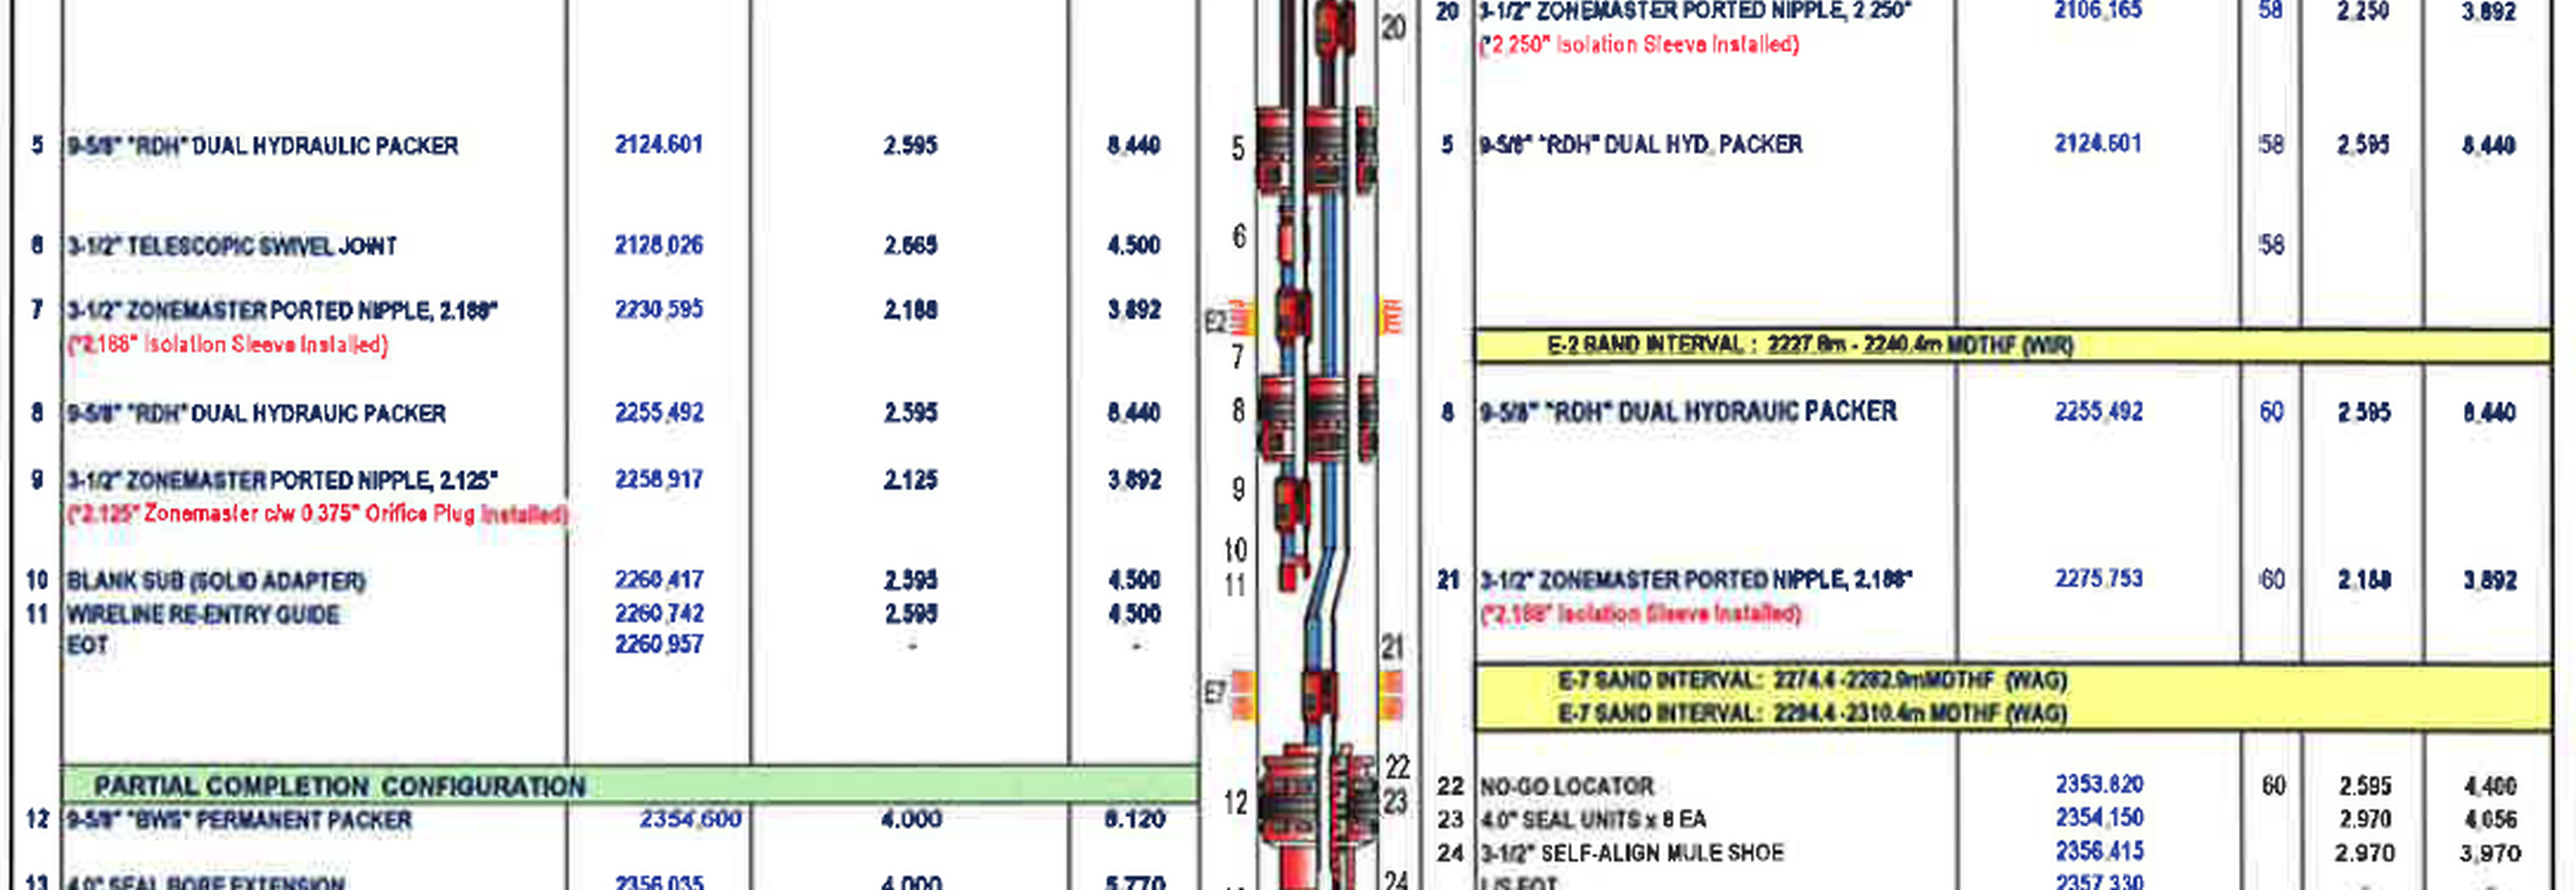 5 9-5/8" "RDH" DUAL HYDRAULIC PACKER 2124.601 2.595 8.440
6 3-1/2" TELESCOPIC SWIVEL JOINT 2128.026 2.665 4.500
7 3-1/2" ZONEMASTER PORTED NIPPLE, 2.188" 2230.595 2.188 3.892
(*2.188" Isolation Sleeve Installed)
8 9-5/8" "RDH" DUAL HYDRAUIC PACKER 2255.492 2.595 8.440
9 3-1/2" ZONEMASTER PORTED NIPPLE, 2.125" 2258.917 2.125 3.892
(*2.125" Zonemaster c/w 0.375" Orifice Plug Installed)
10 BLANK SUB (SOLID ADAPTER) 2260.417 2.595 4.500
11 WIRELINE RE-ENTRY GUIDE 2260.742 2.595 4.500
EOT 2260.957 - -
PARTIAL COMPLETION CONFIGURATION
12 9-5/8" "BWS" PERMANENT PACKER 2354.600 4.000 8.120
13 4.0" SEAL BORE EXTENSION 2356.035 4.000 5.770
20
5
6
E2
7
8
9
10
11
21
E7
22
12
23
24
20 3-1/2" ZONEMASTER PORTED NIPPLE, 2.250" 2106.165 58 2.250 3.892
(*2.250" Isolation Sleeve Installed)
5 9-5/8" "RDH" DUAL HYD. PACKER 2124.601 58 2.595 8.440
58
E-2 SAND INTERVAL : 2227.8m - 2240.4m MDTHF (WIR)
8 9-5/8" "RDH" DUAL HYDRAUIC PACKER 2255.492 60 2.595 8.440
21 3-1/2" ZONEMASTER PORTED NIPPLE, 2.188" 2275.753 60 2.188 3.892
(*2.188" Isolation Sleeve Installed)
E-7 SAND INTERVAL: 2274.4 -2282.9mMDTHF (WAG)
E-7 SAND INTERVAL: 2294.4 -2310.4m MDTHF (WAG)
22 NO-GO LOCATOR 2353.820 60 2.595 4.400
23 4.0" SEAL UNITS x 8 EA 2354.150 2.970 4.056
24 3-1/2" SELF-ALIGN MULE SHOE 2356.415 2.970 3.970
L/S EOT 2357.330